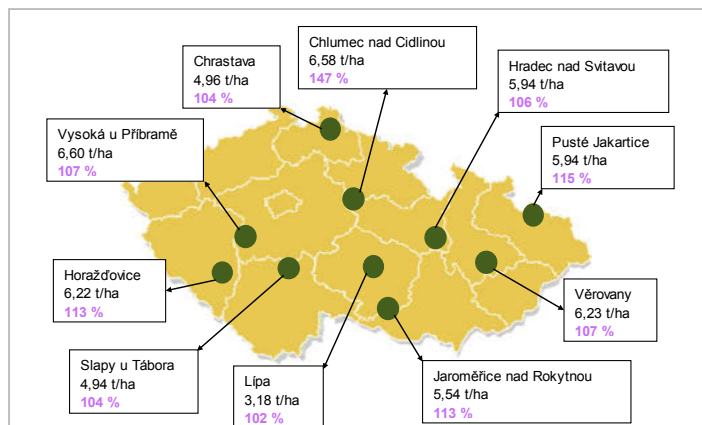 Chlumec nad Cidlinou
6,58 t/ha
147 %
Chrastava
4,96 t/ha
104 %
Hradec nad Svitavou
5,94 t/ha
106 %
Vysoká u Příbramě
6,60 t/ha
107 %
Pusté Jakartice
5,94 t/ha
115 %
Horažďovice
6,22 t/ha
113 %
Věrovany
6,23 t/ha
107 %
Slapy u Tábora
4,94 t/ha
104 %
Lípa
3,18 t/ha
102 %
Jaroměřice nad Rokytnou
5,54 t/ha
113 %